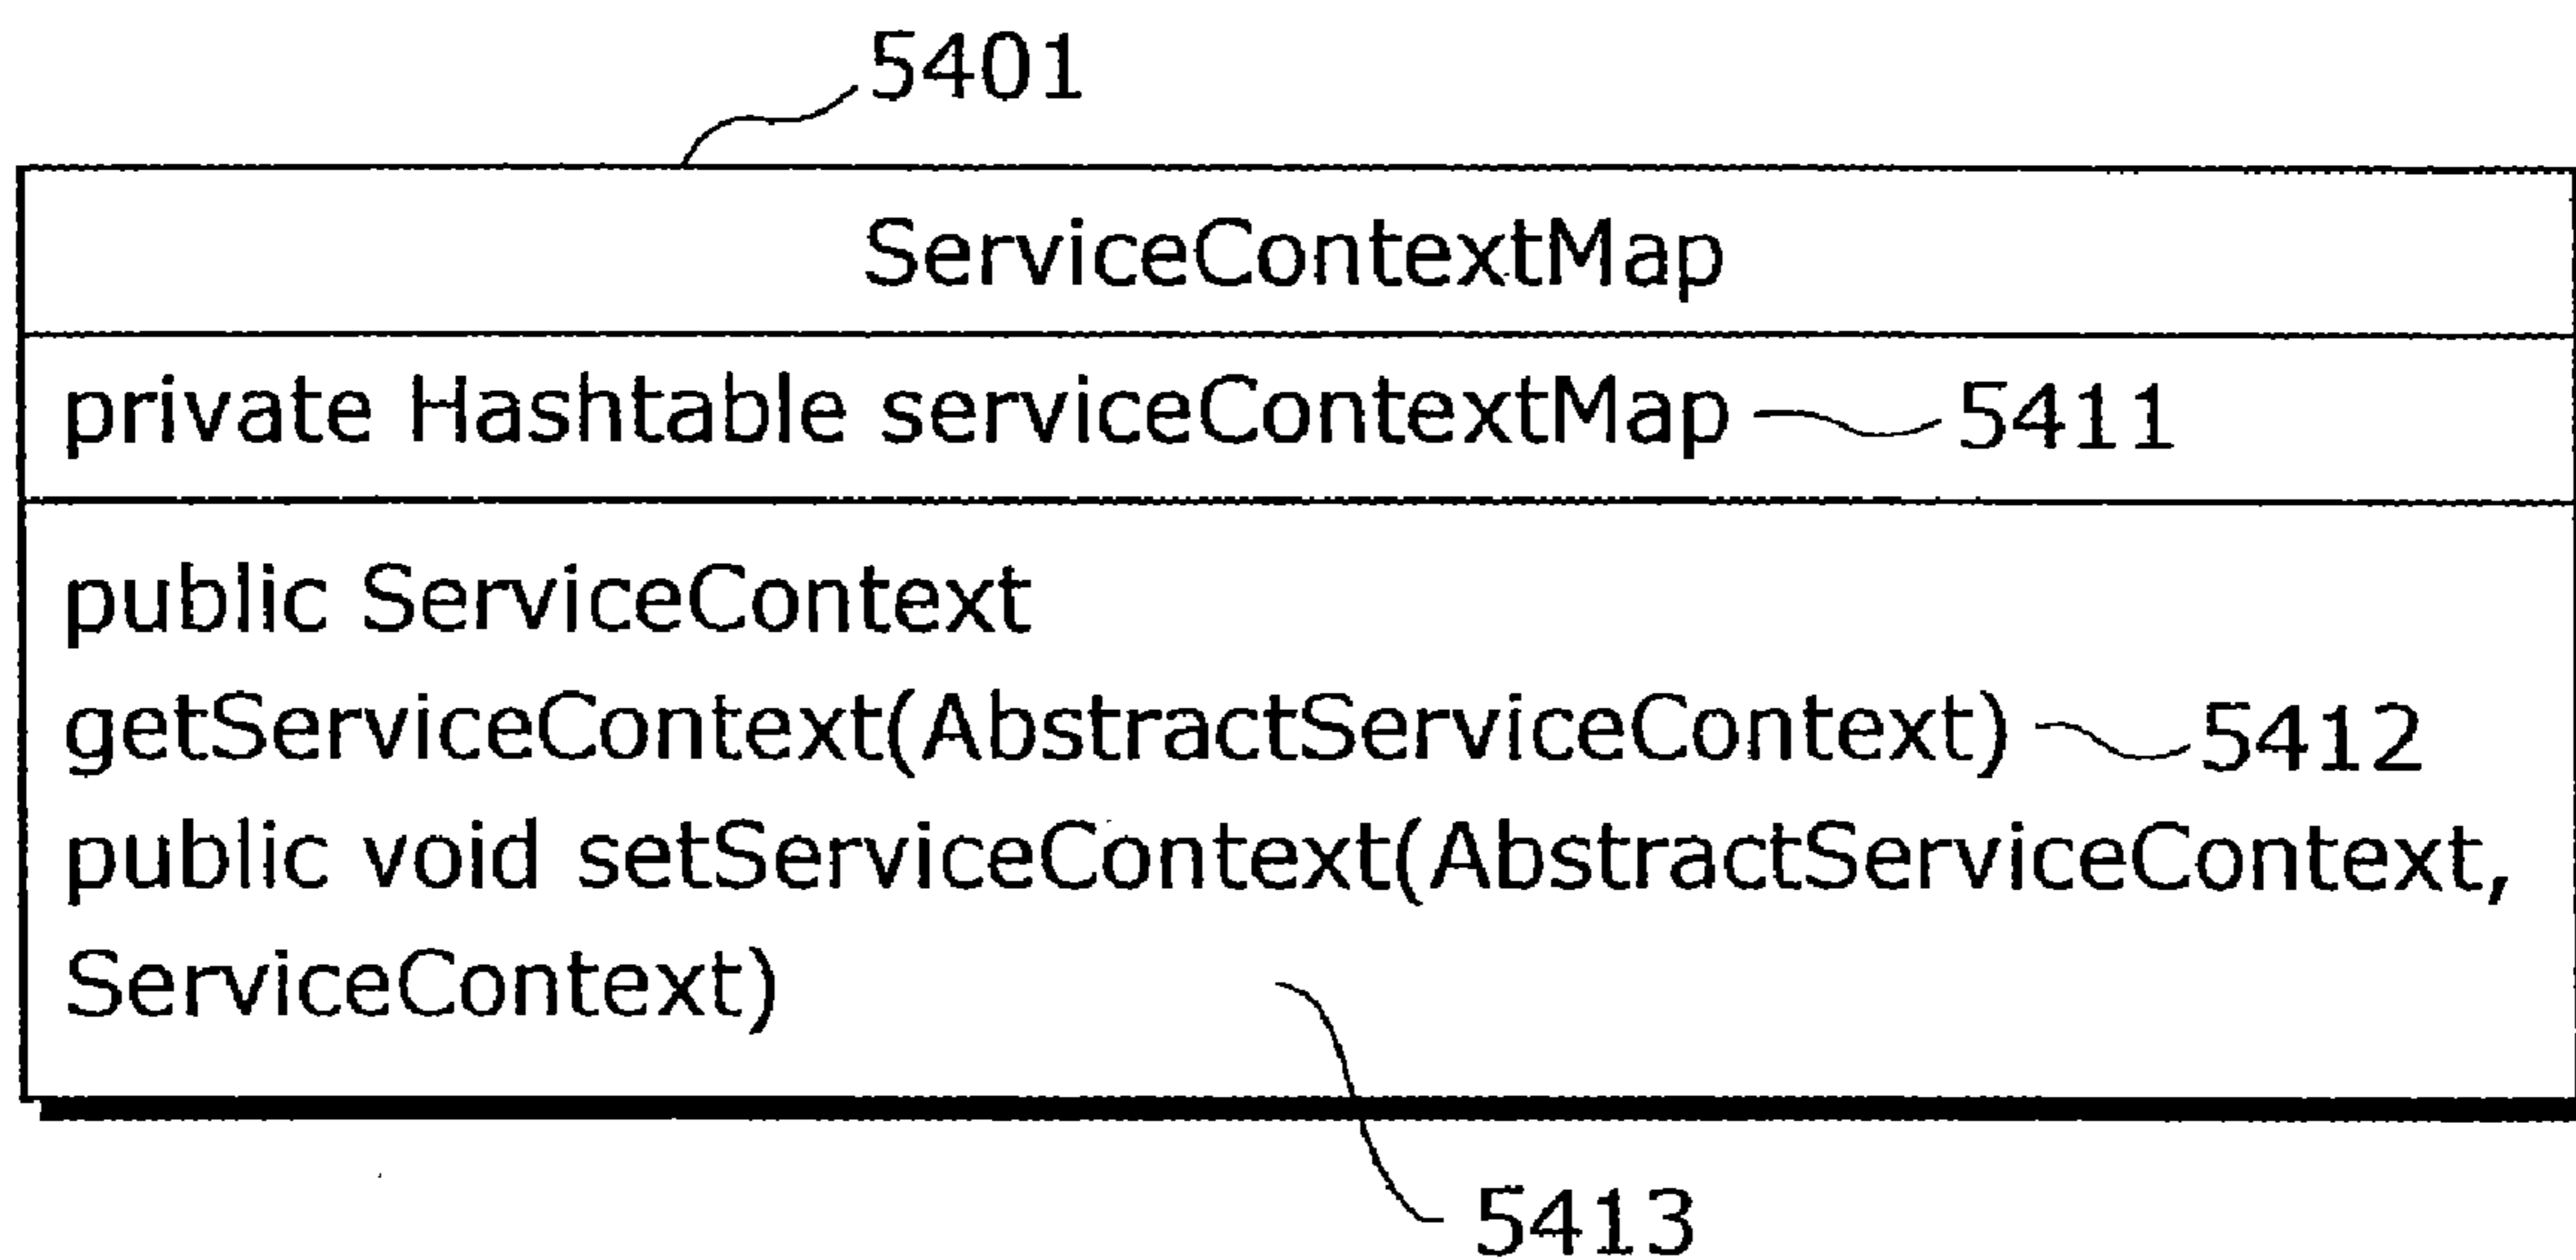 5401
ServiceContextMap
private Hashtable serviceContextMap 5411
public ServiceContext
getServiceContext(AbstractServiceContext) 5412
public void setServiceContext(AbstractServiceContext,
ServiceContext)
5413